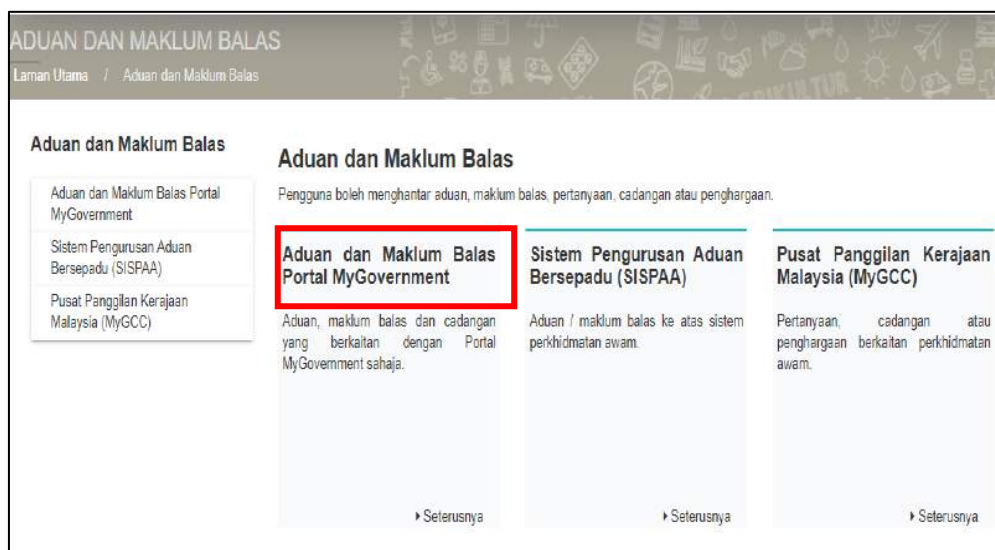 ADUAN DAN MAKLUM BALAS
Laman Utama / Aduan dan Maklum Balas
AGRIKULTUR
Aduan dan Maklum Balas
Aduan dan Maklum Balas Portal
MyGovernment
Sistem Pengurusan Aduan
Bersepadu (SISPAA)
Pusat Panggilan Kerajaan
Malaysia (MyGCC)
Aduan dan Maklum Balas
Pengguna boleh menghantar aduan, maklum balas, pertanyaan, cadangan atau penghargaan.
Aduan dan Maklum Balas
Portal MyGovernment
Aduan, maklum balas dan cadangan
yang berkaitan dengan Portal
MyGovernment sahaja.
Seterusnya
Sistem Pengurusan Aduan
Bersepadu (SISPAA)
Aduan / maklum balas ke atas sistem
perkhidmatan awam.
Seterusnya
Pusat Panggilan Kerajaan
Malaysia (MyGCC)
Pertanyaan, cadangan atau
penghargaan berkaitan perkhidmatan
awam.
Seterusnya